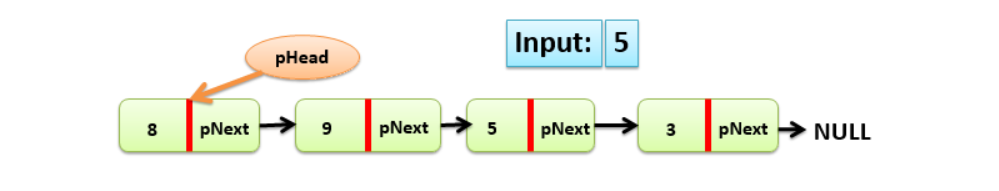 Input: 5
pHead
8 pNext 9 pNext 5 pNext 3 pNext NULL